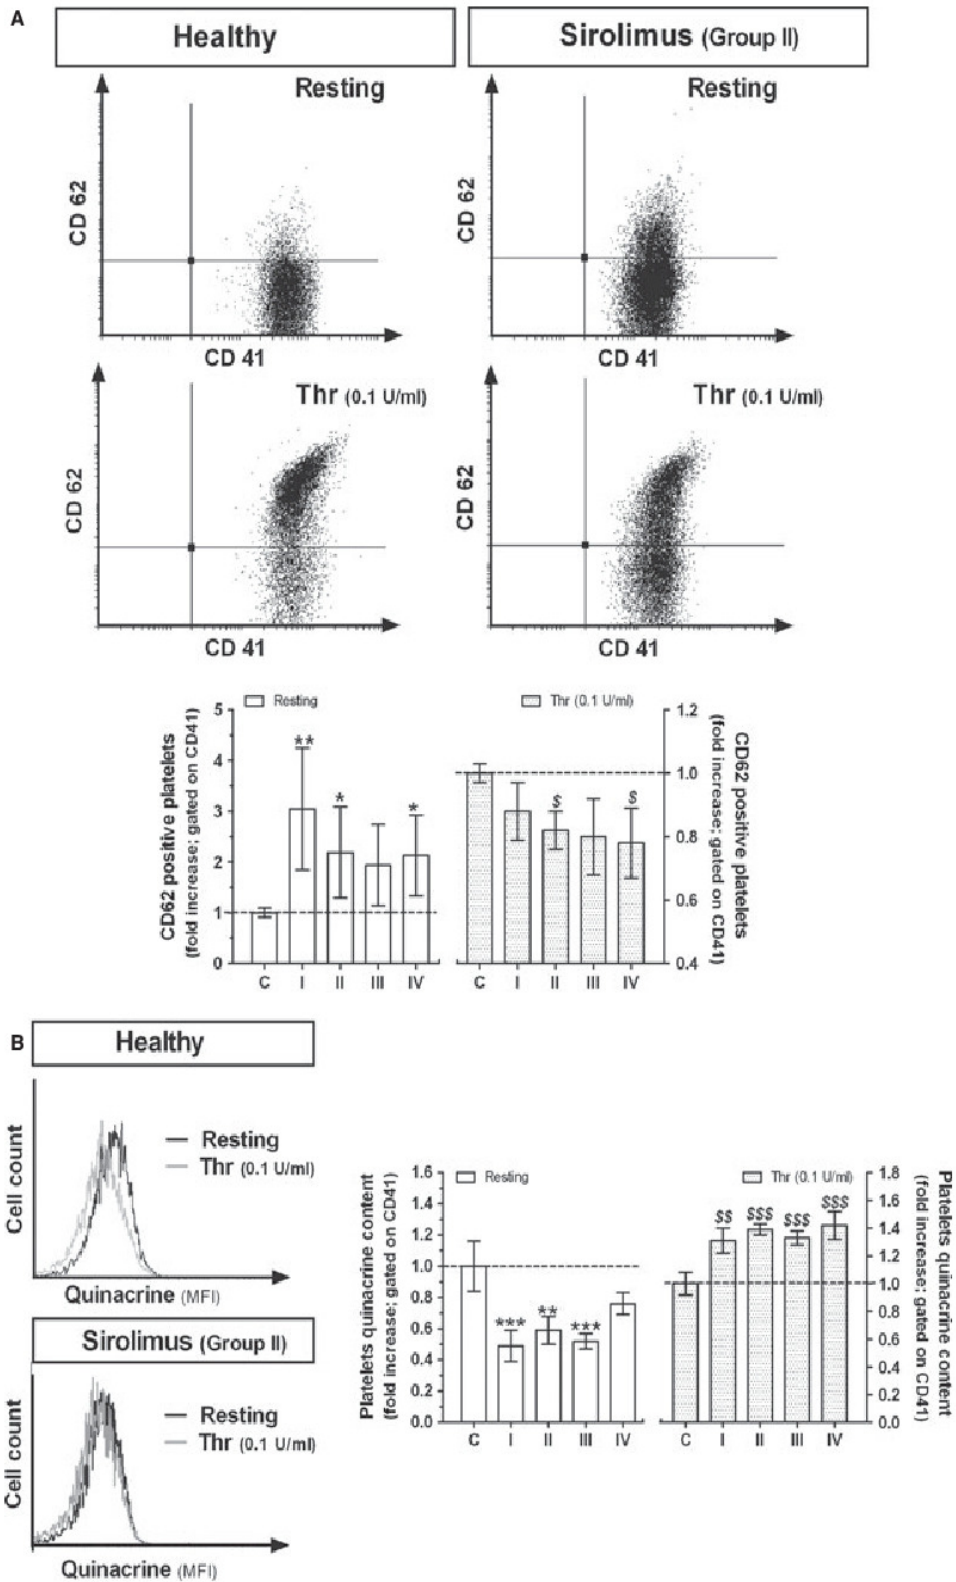 A
Healthy
Sirolimus (Group II)
Resting
Resting
CD 62
CD 62
CD 41
CD 41
Thr (0.1 U/ml)
Thr (0.1 U/ml)
CD 62
CD 62
CD 41
CD 41
Resting
Thr (0.1 U/ml)
CD62 positive platelets
(fold increase; gated on CD41)
5
4
3
2
1
0
**
*
*
C I II III IV
$
$
C I II III IV
1.2
1.0
0.8
0.6
0.4
CD62 positive platelets
(fold increase; gated on CD41)
B
Healthy
Cell count
Resting
Thr (0.1 U/ml)
Quinacrine (MFI)
Sirolimus (Group II)
Cell count
Resting
Thr (0.1 U/ml)
Quinacrine (MFI)
Resting
Thr (0.1 U/ml)
Platelets quinacrine content
(fold increase; gated on CD41)
1.6
1.4
1.2
1.0
0.8
0.6
0.4
0.2
0.0
***
**
***
C I II III IV
$$
$$$
$$$
$$$
C I II III IV
1.8
1.6
1.4
1.2
1.0
0.8
0.6
0.4
0.2
0.0
Platelets quinacrine content
(fold increase; gated on CD41)